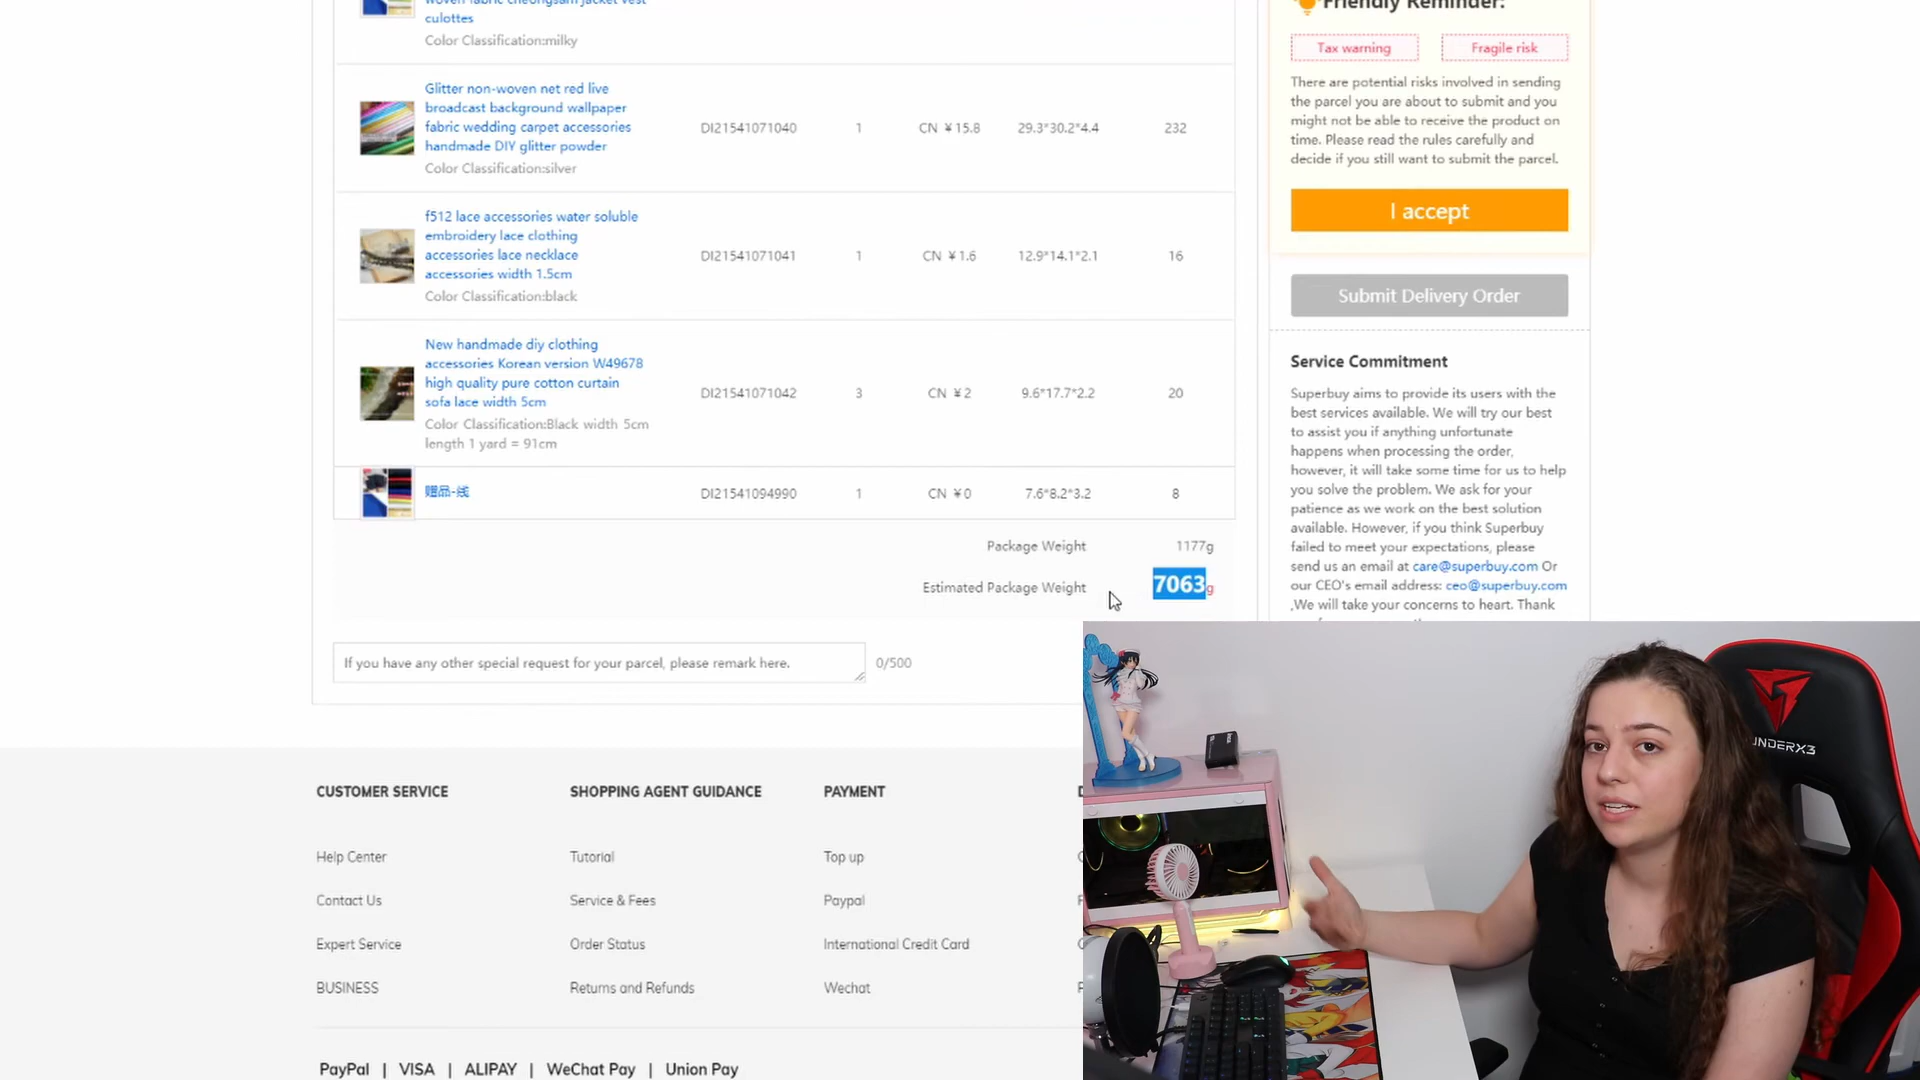 woven fabric cheongsam jacket vest
culottes
Color Classification:milky
Glitter non-woven net red live
broadcast background wallpaper
fabric wedding carpet accessories
handmade DIY glitter powder
Color Classification:silver
DI21541071040
1
CN ¥15.8
29.3*30.2*4.4
232
f512 lace accessories water soluble
embroidery lace clothing
accessories lace necklace
accessories width 1.5cm
Color Classification:black
DI21541071041
1
CN ¥1.6
12.9*14.1*2.1
16
New handmade diy clothing
accessories Korean version W49678
high quality pure cotton curtain
sofa lace width 5cm
Color Classification:Black width 5cm
length 1 yard = 91cm
DI21541071042
3
CN ¥2
9.6*17.7*2.2
20
赠品-线
DI21541094990
1
CN ¥0
7.6*8.2*3.2
8
Package Weight
1177g
Estimated Package Weight
7063g
If you have any other special request for your parcel, please remark here.
0/500
Friendly Reminder:
Tax warning
Fragile risk
There are potential risks involved in sending
the parcel you are about to submit and you
might not be able to receive the product on
time. Please read the rules carefully and
decide if you still want to submit the parcel.
I accept
Submit Delivery Order
Service Commitment
Superbuy aims to provide its users with the
best services available. We will try our best
to assist you if anything unfortunate
happens when processing the order,
however, it will take some time for us to help
you solve the problem. We ask for your
patience as we work on the best solution
available. However, if you think Superbuy
failed to meet your expectations, please
send us an email at care@superbuy.com Or
our CEO's email address: ceo@superbuy.com
,We will take your concerns to heart. Thank
CUSTOMER SERVICE
Help Center
Contact Us
Expert Service
BUSINESS
SHOPPING AGENT GUIDANCE
Tutorial
Service & Fees
Order Status
Returns and Refunds
PAYMENT
Top up
Paypal
International Credit Card
Wechat
PayPal | VISA | ALIPAY | WeChat Pay | Union Pay
UNDERX3